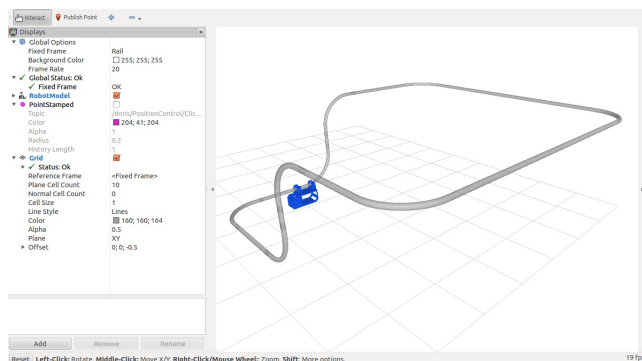 Interact Publish Point
Displays
Global Options
Fixed Frame Rail
Background Color 255; 255; 255
Frame Rate 20
Global Status: Ok
Fixed Frame OK
RobotModel
PointStamped
Topic /doris/PositionControl/Clic...
Color 204; 41; 204
Alpha 1
Radius 0.2
History Length 1
Grid
Status: Ok
Reference Frame <Fixed Frame>
Plane Cell Count 10
Normal Cell Count 0
Cell Size 1
Line Style Lines
Color 160; 160; 164
Alpha 0.5
Plane XY
Offset 0; 0; -0.5
Add Remove Rename
Reset Left-Click: Rotate. Middle-Click: Move X/Y. Right-Click/Mouse Wheel:: Zoom. Shift: More options. 19 fp